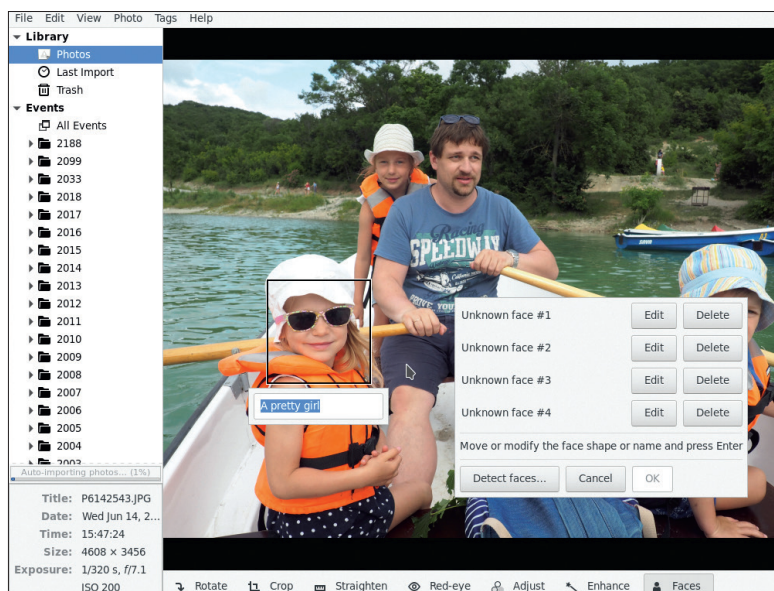 File Edit View Photo Tags Help
Library
Photos
Last Import
Trash
Events
All Events
2188
2099
2033
2018
2017
2016
2015
2014
2013
2012
2011
2010
2009
2008
2007
2006
2005
2004
2003
Auto-importing photos... (1%)
Title: P6142543.JPG
Date: Wed Jun 14, 2...
Time: 15:47:24
Size: 4608 × 3456
Exposure: 1/320 s, f/7.1
ISO 200
Racing
SPEEDWAY
A pretty girl
Unknown face #1 Edit Delete
Unknown face #2 Edit Delete
Unknown face #3 Edit Delete
Unknown face #4 Edit Delete
Move or modify the face shape or name and press Enter
Detect faces... Cancel OK
Rotate Crop Straighten Red-eye Adjust Enhance Faces